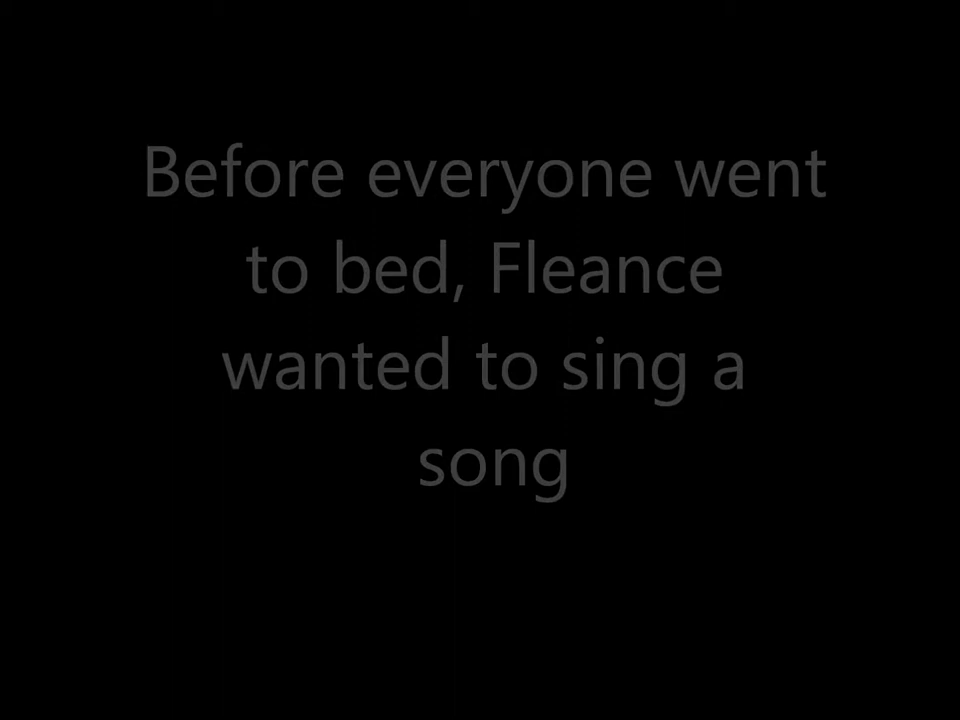 Before everyone went
to bed, Fleance
wanted to sing a
song